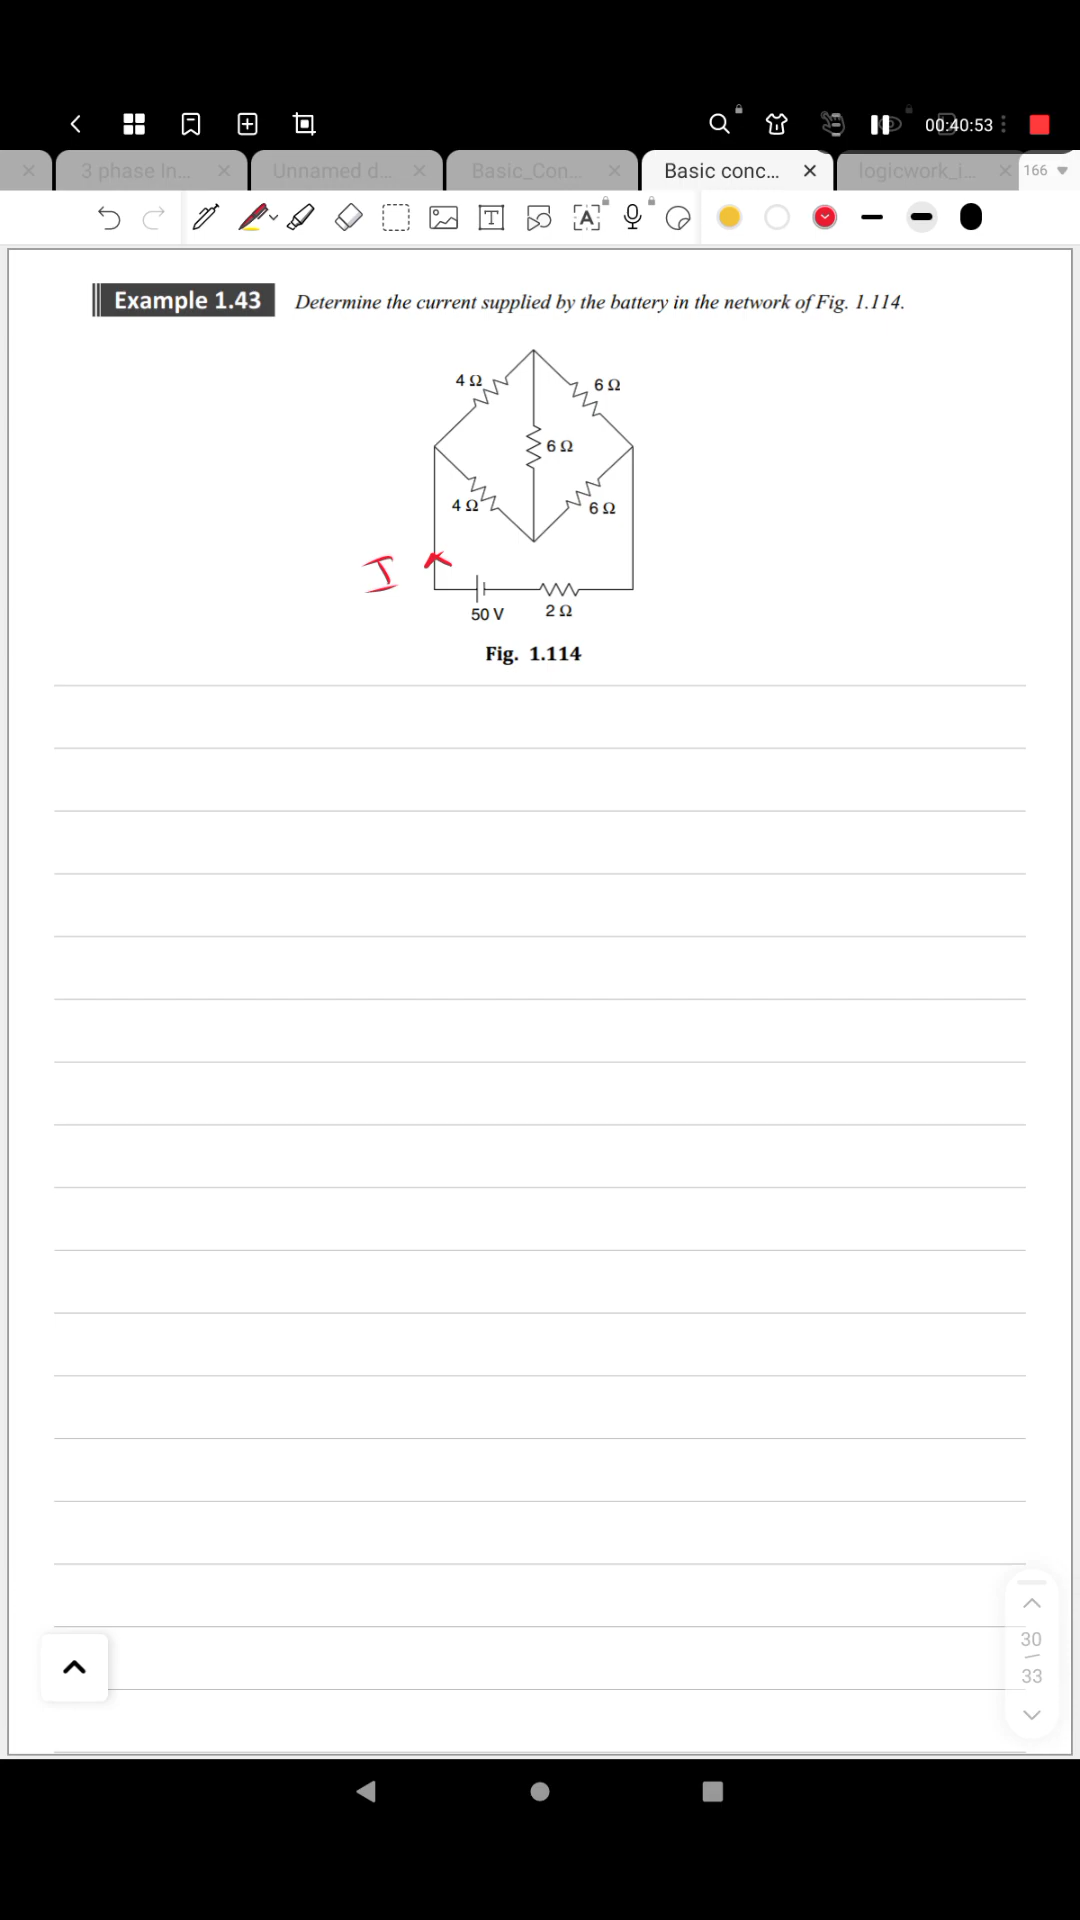 00:40:53
3 phase In...
Unnamed d...
Basic_Con...
Basic conc...
logicwork_i...
166
T
A
Example 1.43 Determine the current supplied by the battery in the network of Fig. 1.114.
4 Ω
6 Ω
6 Ω
4 Ω
6 Ω
I
50 V
2 Ω
Fig. 1.114
30
33